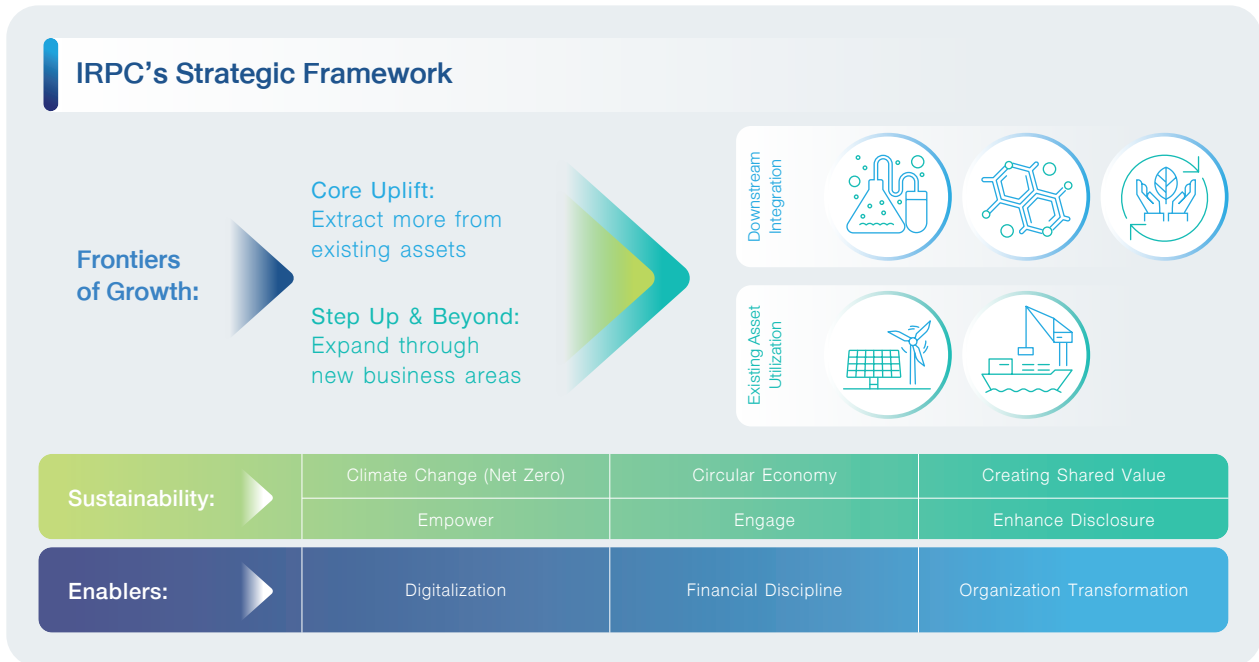 IRPC's Strategic Framework
Frontiers
of Growth:
Core Uplift:
Extract more from
existing assets
Step Up & Beyond:
Expand through
new business areas
Downstream
Integration
Existing Asset
Utilization
Sustainability:
Climate Change (Net Zero)
Circular Economy
Creating Shared Value
Empower
Engage
Enhance Disclosure
Enablers:
Digitalization
Financial Discipline
Organization Transformation